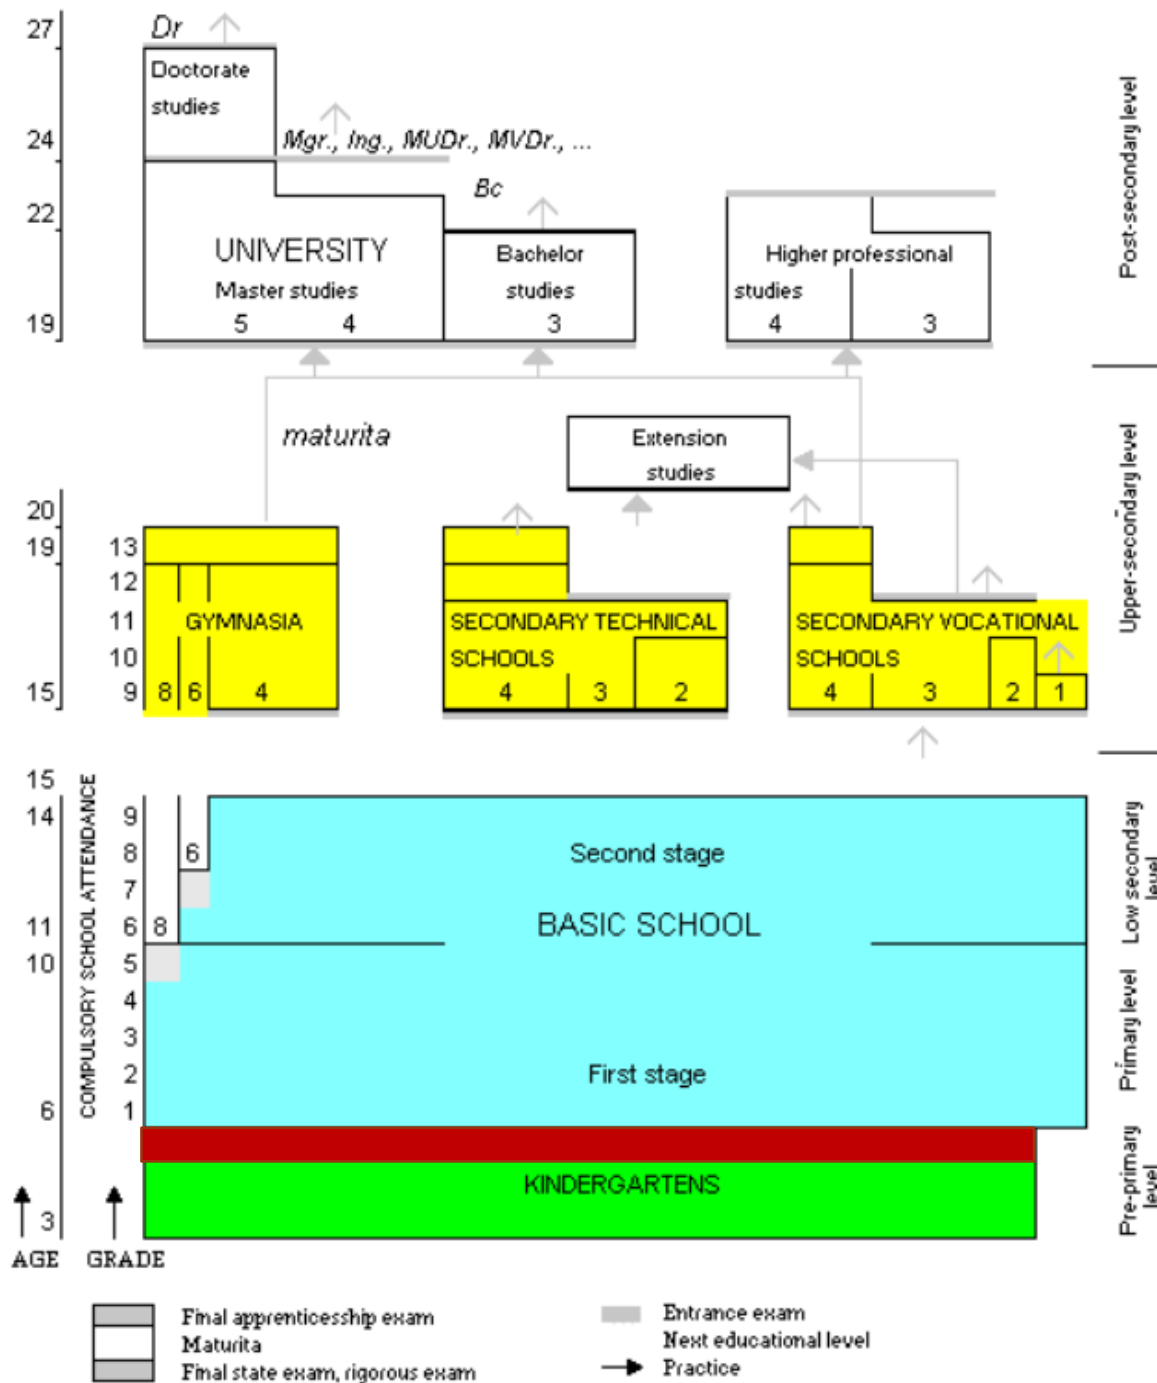 27
Dr
Doctorate
studies
24
Mgr., Ing., MUDr., MVDr., ...
Bc
22
UNIVERSITY
Master studies
5 4
Bachelor
studies
3
Higher professional
studies
4 3
19
Post-secondary level
maturita
Extension
studies
20
19
13
12
11
10
15
9
GYMNASIA
8 6 4
SECONDARY TECHNICAL
SCHOOLS
4 3 2
SECONDARY VOCATIONAL
SCHOOLS
4 3 2 1
Upper-secondary level
15
14
11
10
6
3
COMPULSORY SCHOOL ATTENDANCE
9
8
7
6
5
4
3
2
1
6
8
Second stage
BASIC SCHOOL
First stage
KINDERGARTENS
Low secondary
level
Primary level
Pre-primary
level
AGE GRADE
Final apprenticesship exam
Maturita
Final state exam, rigorous exam
Entrance exam
Next educational level
Practice